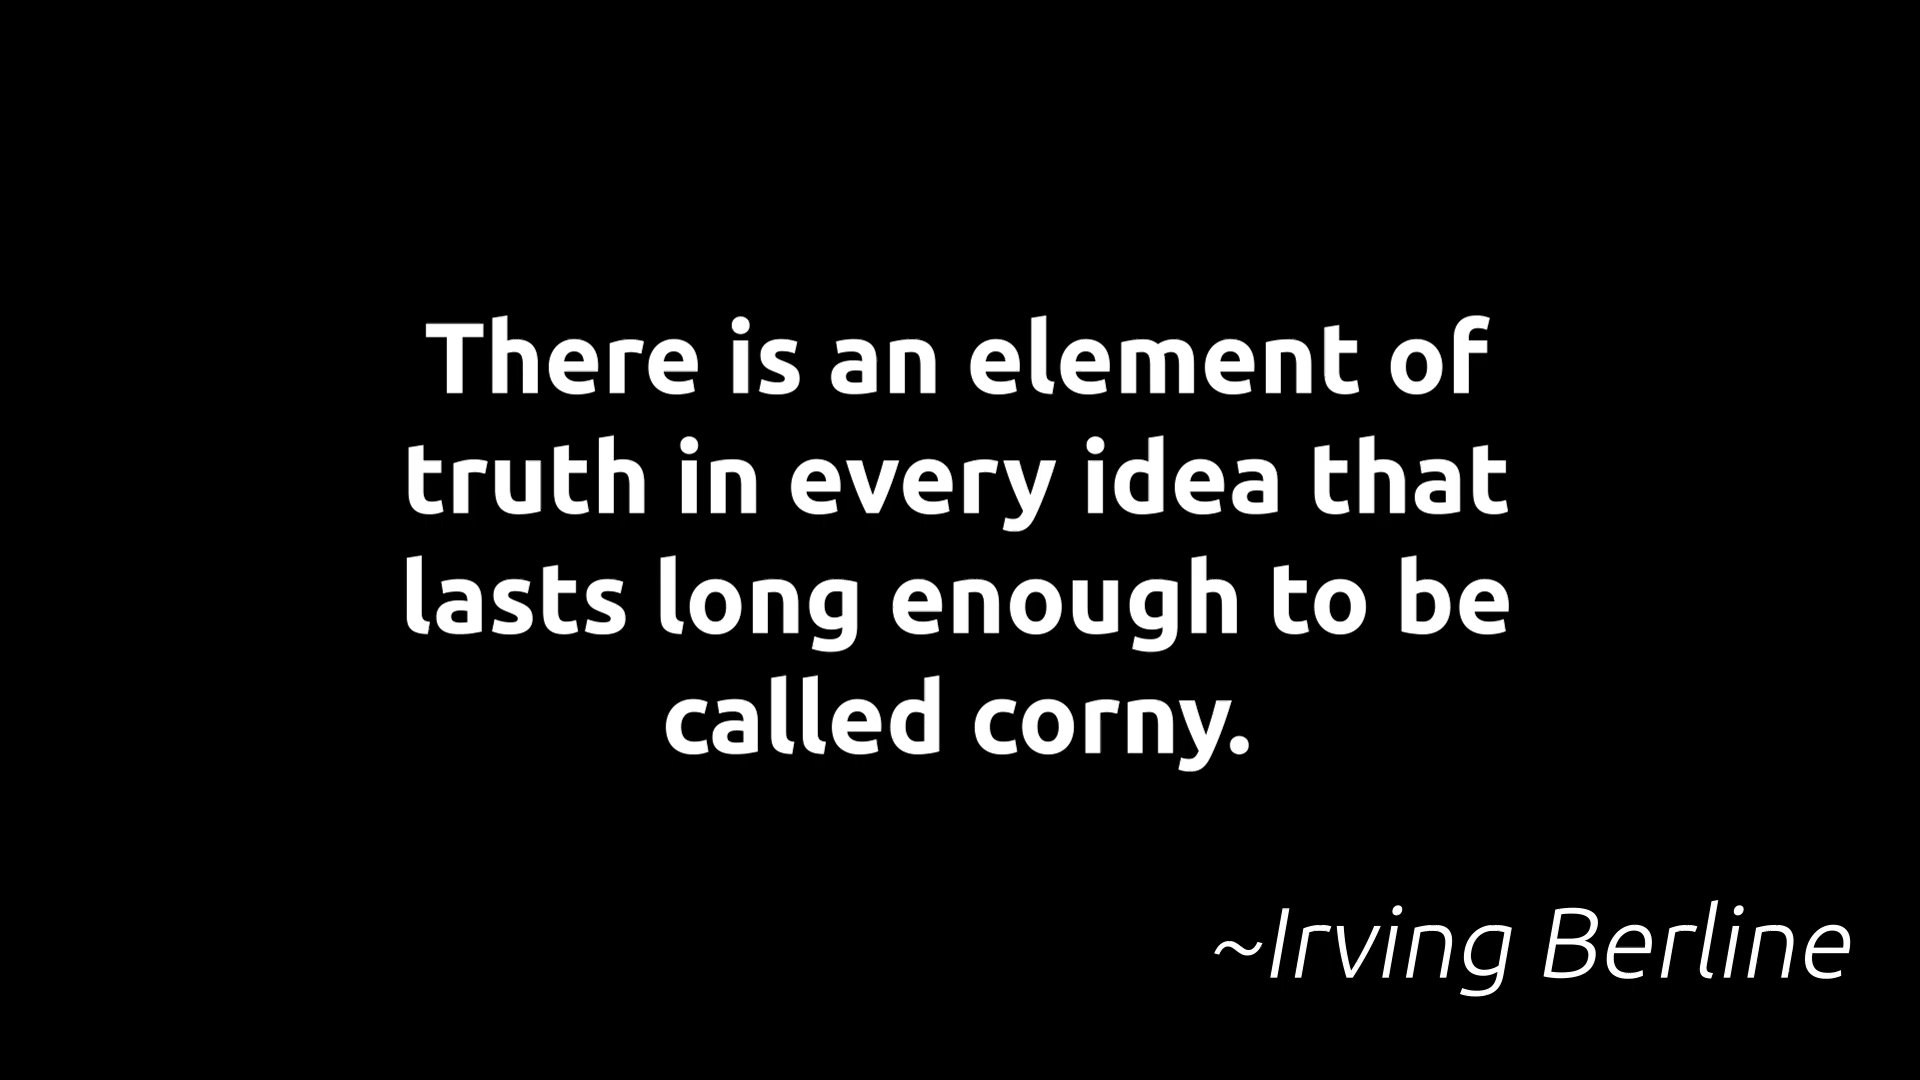 There is an element of
truth in every idea that
lasts long enough to be
called corny.
~Irving Berline